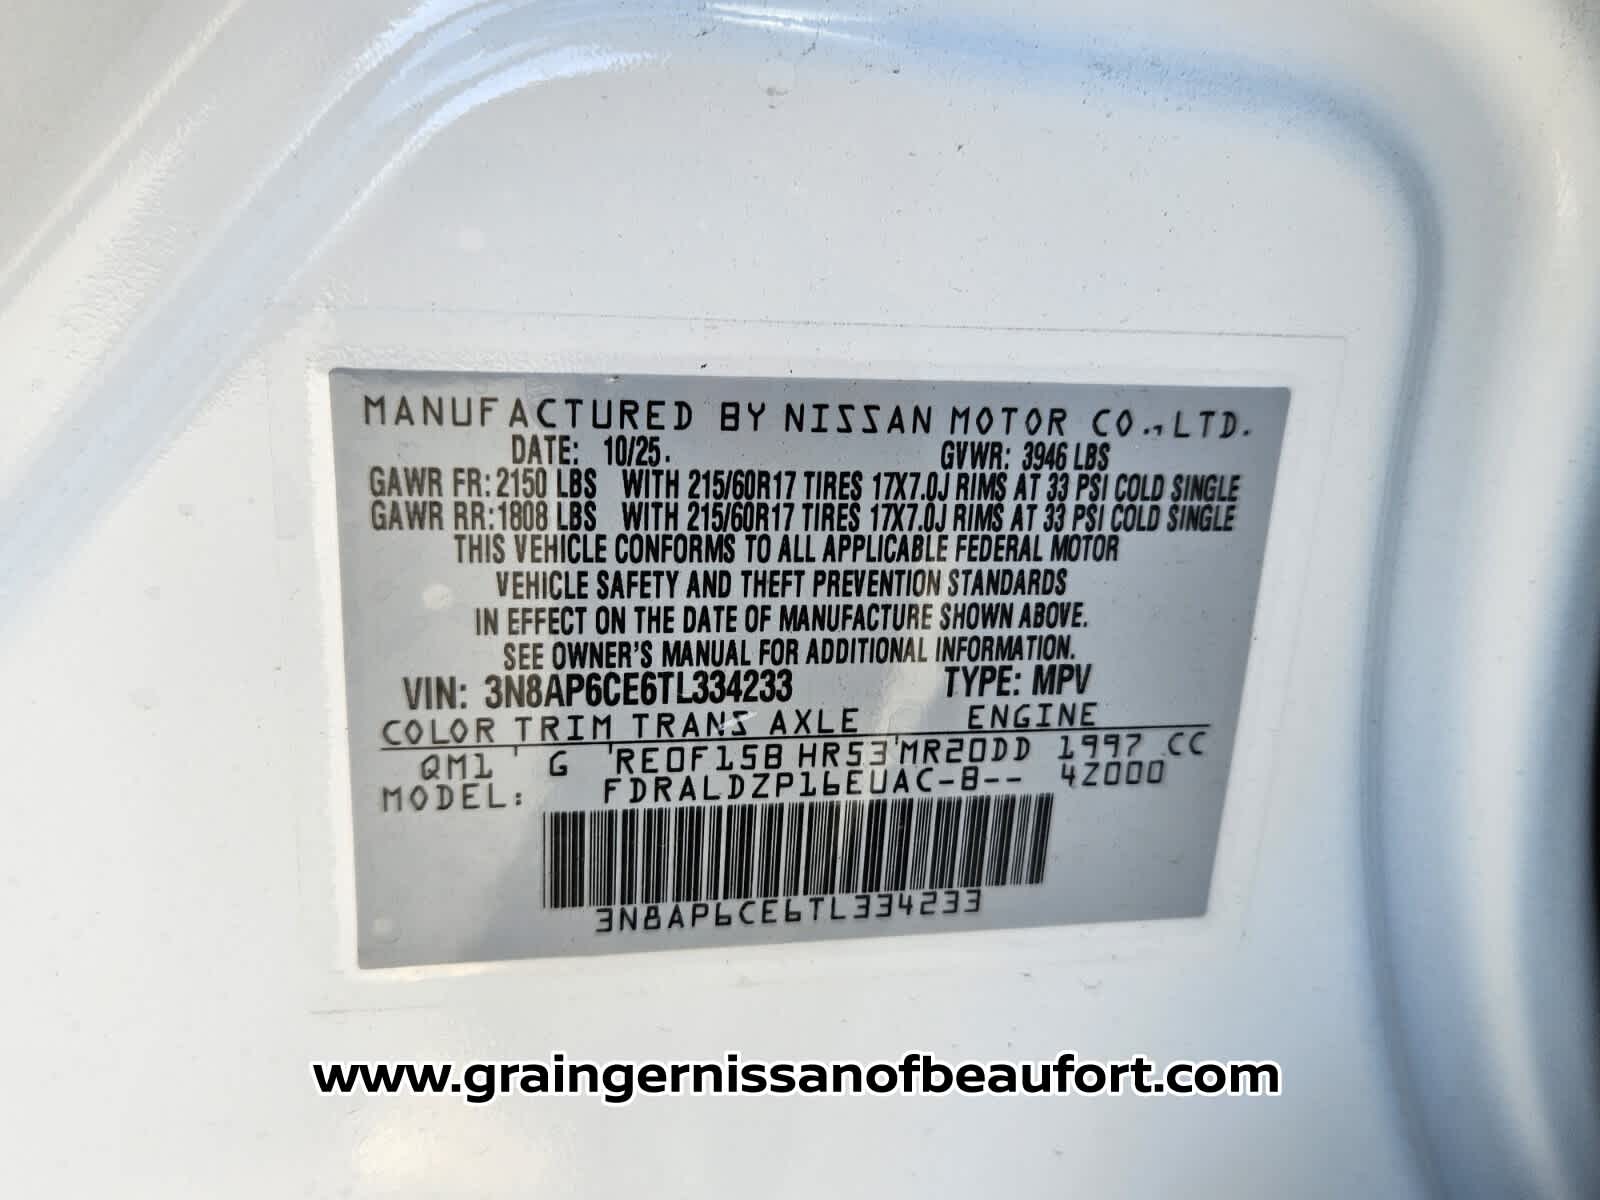 MANUFACTURED BY NISSAN MOTOR CO., LTD.
DATE: 10/25. GVWR: 3946 LBS
GAWR FR: 2150 LBS WITH 215/60R17 TIRES 17X7.0J RIMS AT 33 PSI COLD SINGLE
GAWR RR: 1808 LBS WITH 215/60R17 TIRES 17X7.0J RIMS AT 33 PSI COLD SINGLE
THIS VEHICLE CONFORMS TO ALL APPLICABLE FEDERAL MOTOR
VEHICLE SAFETY AND THEFT PREVENTION STANDARDS
IN EFFECT ON THE DATE OF MANUFACTURE SHOWN ABOVE.
SEE OWNER'S MANUAL FOR ADDITIONAL INFORMATION.
VIN: 3N8AP6CE6TL334233 TYPE: MPV
COLOR TRIM TRANS AXLE ENGINE
QM1 G RE0F15B HR53 MR20DD 1997 CC
MODEL: FDRALDZP16EUAC-B-- 4Z000
3N8AP6CE6TL334233
www.graingernissanofbeaufort.com